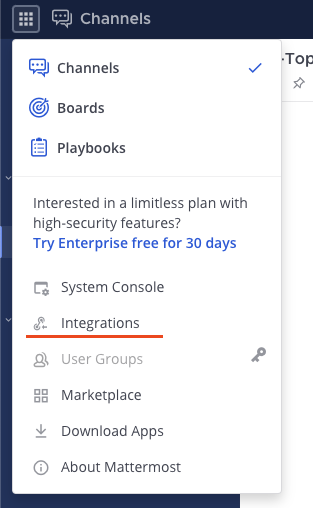 Channels
-Top
Channels
Boards
Playbooks
Interested in a limitless plan with
high-security features?
Try Enterprise free for 30 days
System Console
Integrations
User Groups
Marketplace
Download Apps
About Mattermost